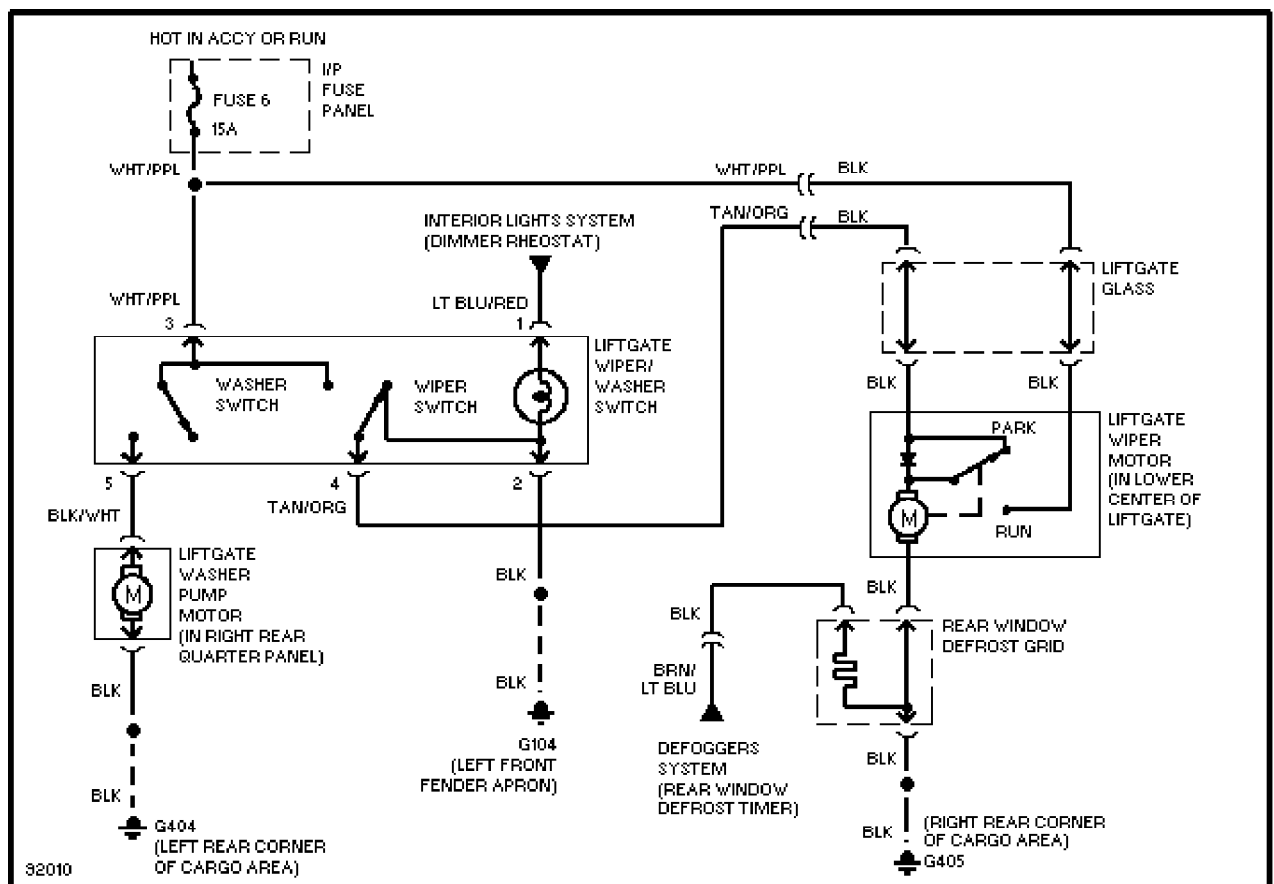 HOT IN ACCY OR RUN
I/P
FUSE
PANEL
FUSE 6
15A
WHT/PPL
WHT/PPL
BLK
TAN/ORG
BLK
INTERIOR LIGHTS SYSTEM
(DIMMER RHEOSTAT)
LIFTGATE
GLASS
WHT/PPL
LT BLU/RED
3
1
LIFTGATE
WIPER/
WASHER
SWITCH
WASHER
SWITCH
WIPER
SWITCH
BLK
BLK
PARK
RUN
M
LIFTGATE
WIPER
MOTOR
(IN LOWER
CENTER OF
LIFTGATE)
5
4
2
TAN/ORG
BLK/WHT
M
LIFTGATE
WASHER
PUMP
MOTOR
(IN RIGHT REAR
QUARTER PANEL)
BLK
BLK
BLK
REAR WINDOW
DEFROST GRID
BRN/
LT BLU
BLK
BLK
G104
(LEFT FRONT
FENDER APRON)
DEFOGGERS
SYSTEM
(REAR WINDOW
DEFROST TIMER)
BLK
BLK
G404
(LEFT REAR CORNER
OF CARGO AREA)
BLK
(RIGHT REAR CORNER
OF CARGO AREA)
G405
92010